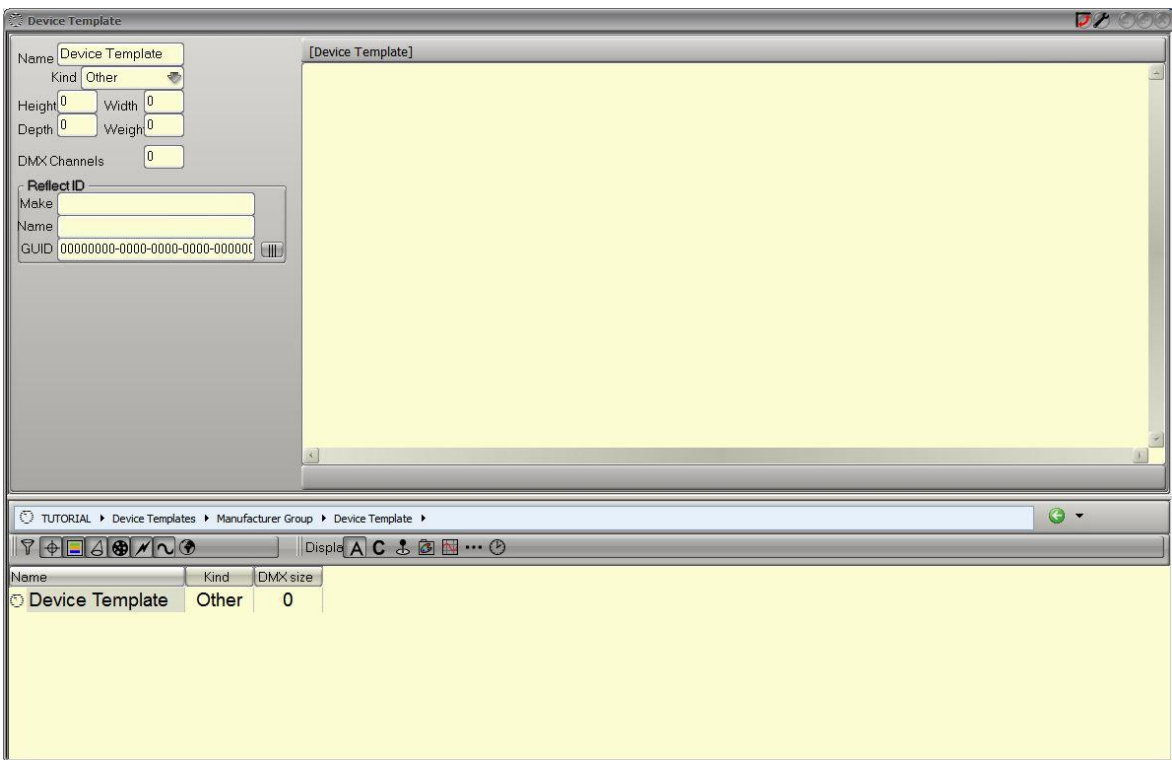 Device Template
Name Device Template
Kind Other
Height 0 Width 0
Depth 0 Weigh 0
DMX Channels 0
Reflect ID
Make
Name
GUID 00000000-0000-0000-0000-000000
[Device Template]
TUTORIAL Device Templates Manufacturer Group Device Template
Displa A C
Name Kind DMX size
Device Template Other 0